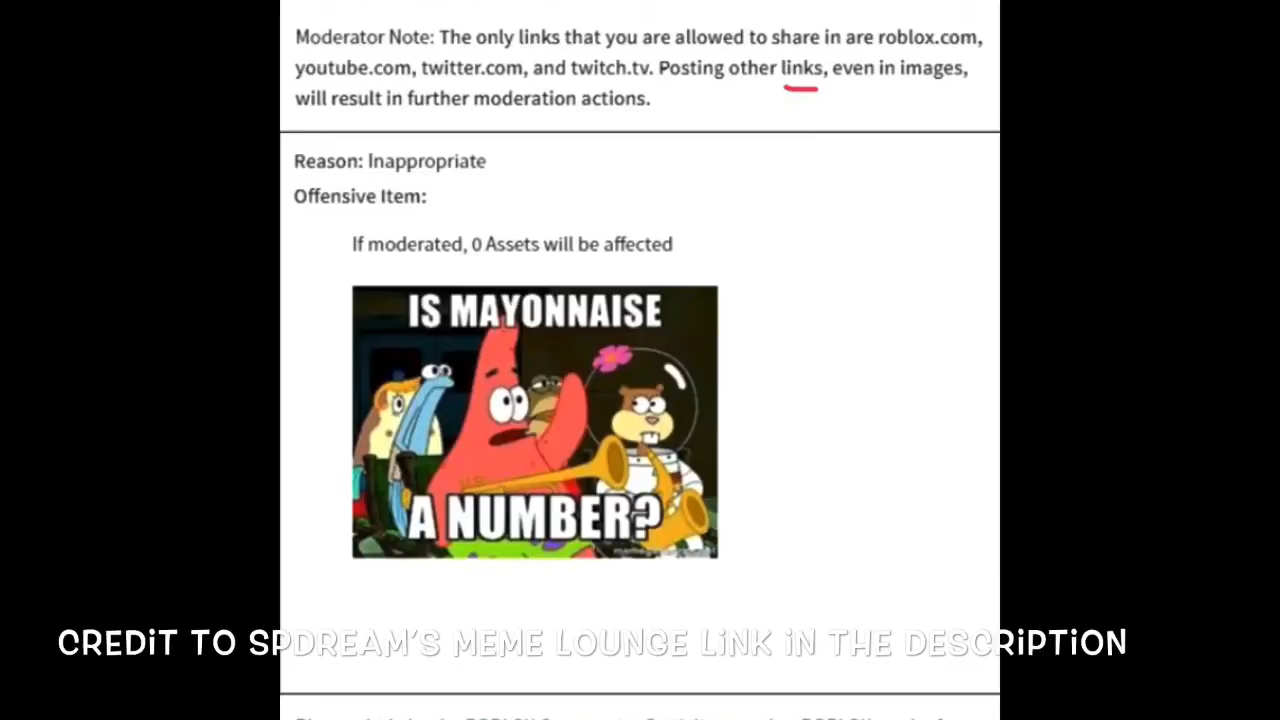 Moderator Note: The only links that you are allowed to share in are roblox.com,
youtube.com, twitter.com, and twitch.tv. Posting other links, even in images,
will result in further moderation actions.
Reason: Inappropriate
Offensive Item:
If moderated, 0 Assets will be affected
IS MAYONNAISE
A NUMBER?
CREDIT TO SPDREAM'S MEME LOUNGE LINK IN THE DESCRIPTION